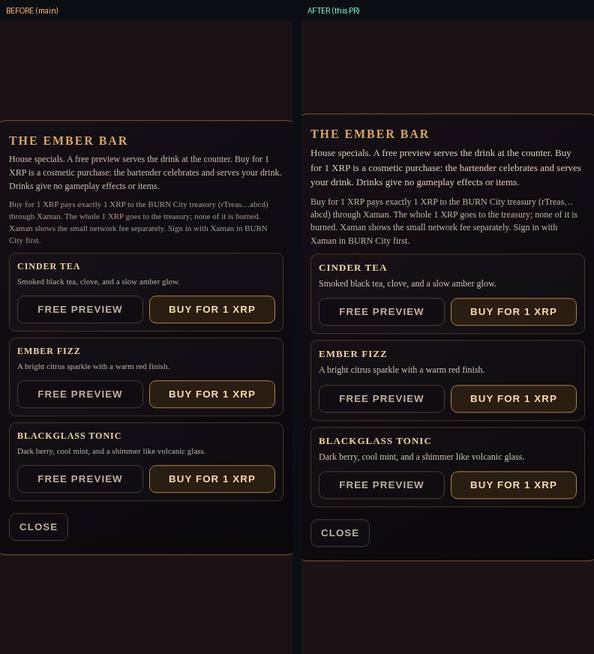 BEFORE (main)
THE EMBER BAR
House specials. A free preview serves the drink at the counter. Buy for 1
XRP is a cosmetic purchase: the bartender celebrates and serves your drink.
Drinks give no gameplay effects or items.
Buy for 1 XRP pays exactly 1 XRP to the BURN City treasury (rTreas…abcd)
through Xaman. The whole 1 XRP goes to the treasury; none of it is burned.
Xaman shows the small network fee separately. Sign in with Xaman in BURN
City first.
CINDER TEA
Smoked black tea, clove, and a slow amber glow.
FREE PREVIEW
BUY FOR 1 XRP
EMBER FIZZ
A bright citrus sparkle with a warm red finish.
FREE PREVIEW
BUY FOR 1 XRP
BLACKGLASS TONIC
Dark berry, cool mint, and a shimmer like volcanic glass.
FREE PREVIEW
BUY FOR 1 XRP
CLOSE
AFTER (this PR)
THE EMBER BAR
House specials. A free preview serves the drink at the counter. Buy
for 1 XRP is a cosmetic purchase: the bartender celebrates and serves
your drink. Drinks give no gameplay effects or items.
Buy for 1 XRP pays exactly 1 XRP to the BURN City treasury (rTreas…
abcd) through Xaman. The whole 1 XRP goes to the treasury; none of it is
burned. Xaman shows the small network fee separately. Sign in with
Xaman in BURN City first.
CINDER TEA
Smoked black tea, clove, and a slow amber glow.
FREE PREVIEW
BUY FOR 1 XRP
EMBER FIZZ
A bright citrus sparkle with a warm red finish.
FREE PREVIEW
BUY FOR 1 XRP
BLACKGLASS TONIC
Dark berry, cool mint, and a shimmer like volcanic glass.
FREE PREVIEW
BUY FOR 1 XRP
CLOSE